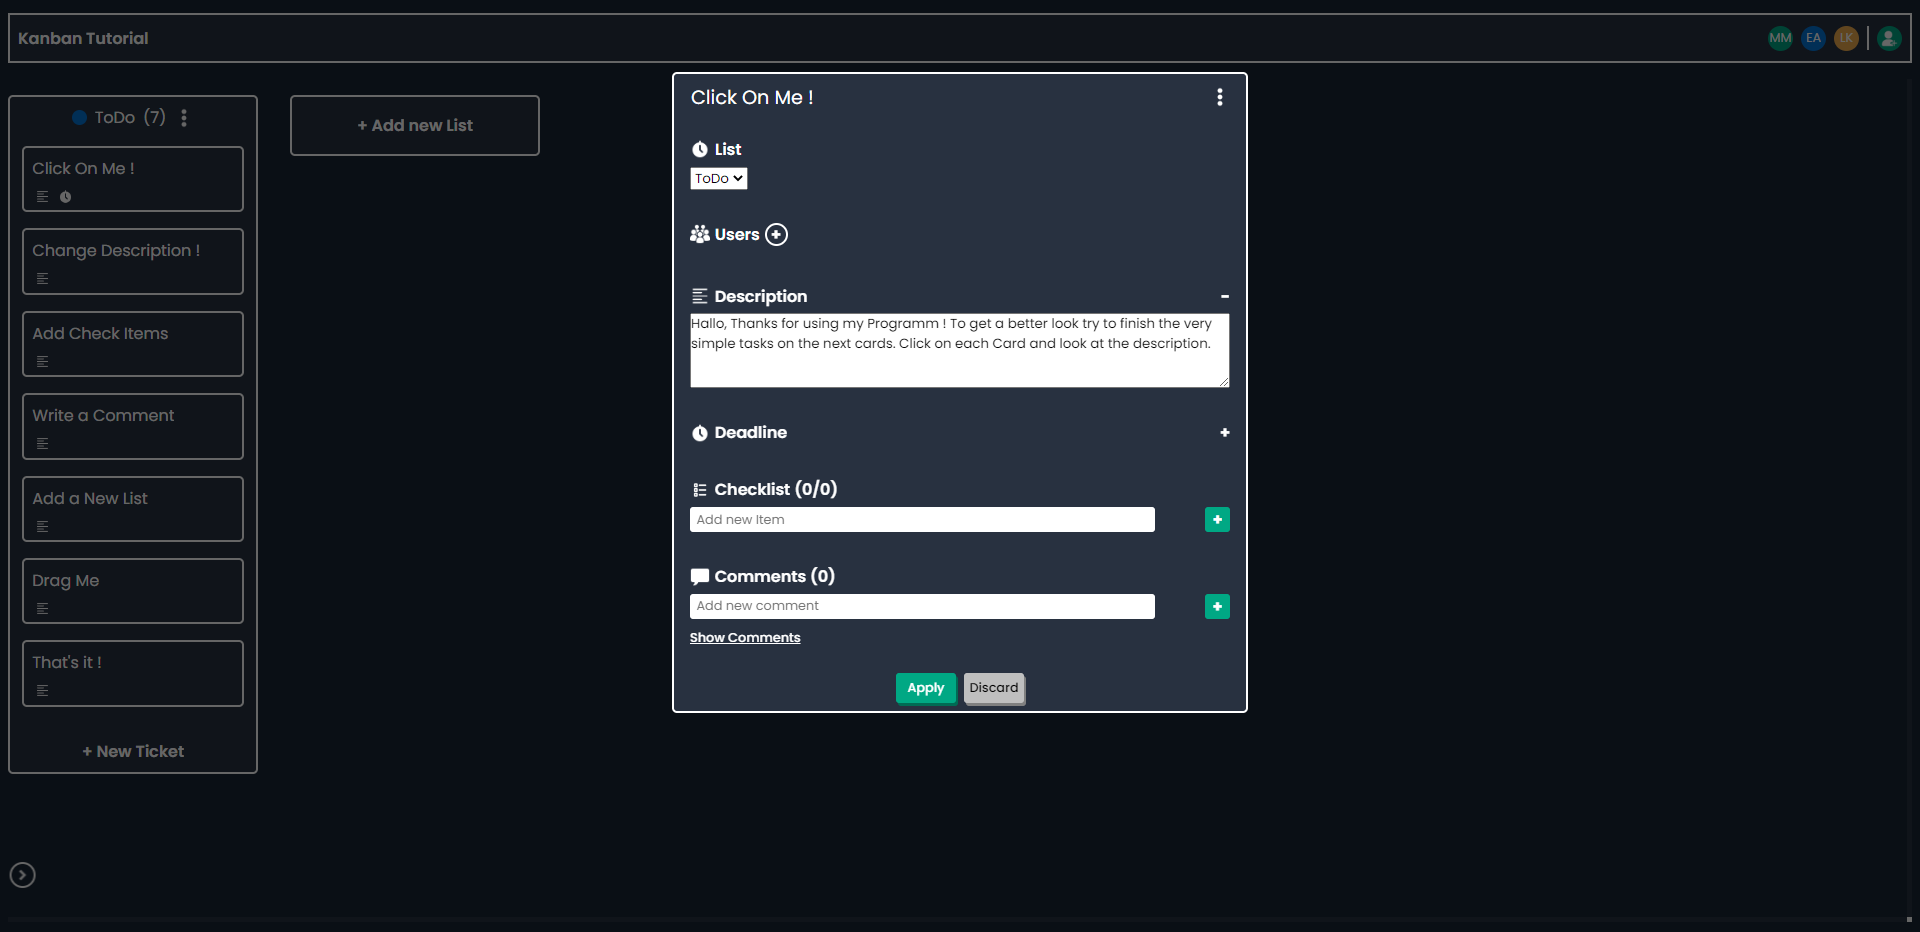 Kanban Tutorial
MM EA LK
ToDo (7)
Click On Me !
Change Description !
Add Check Items
Write a Comment
Add a New List
Drag Me
That's it !
+ New Ticket
+ Add new List
Click On Me !
List
ToDo
Users
Description
-
Hallo, Thanks for using my Programm ! To get a better look try to finish the very
simple tasks on the next cards. Click on each Card and look at the description.
Deadline
+
Checklist (0/0)
Add new Item
+
Comments (0)
Add new comment
+
Show Comments
Apply Discard